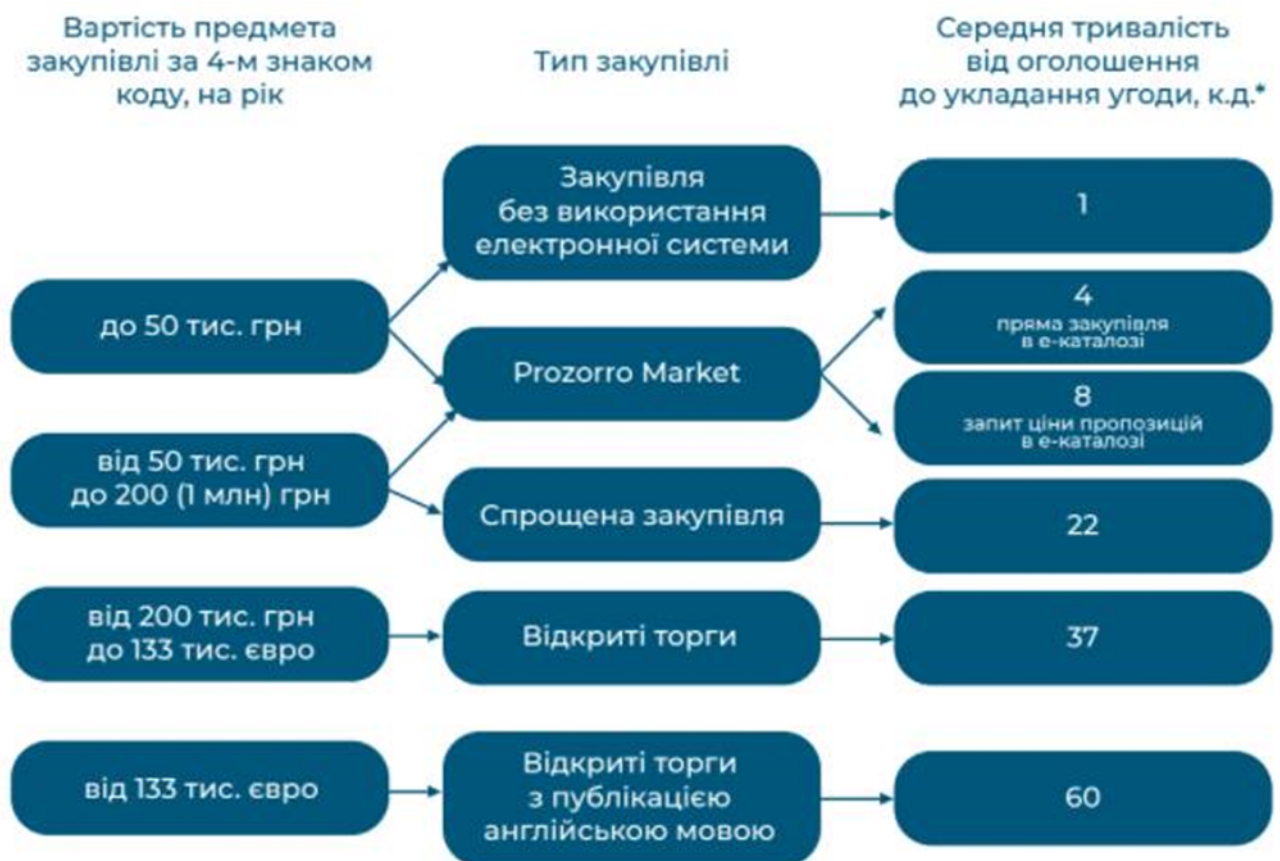 Вартість предмета
закупівлі за 4-м знаком
коду, на рік
Тип закупівлі
Середня тривалість
від оголошення
до укладання угоди, к.д.*
до 50 тис. грн
Закупівля
без використання
електронної системи
1
Prozorro Market
4
пряма закупівля
в е-каталозі
8
запит ціни пропозицій
в е-каталозі
від 50 тис. грн
до 200 (1 млн) грн
Спрощена закупівля
22
від 200 тис. грн
до 133 тис. євро
Відкриті торги
37
від 133 тис. євро
Відкриті торги
з публікацією
англійською мовою
60